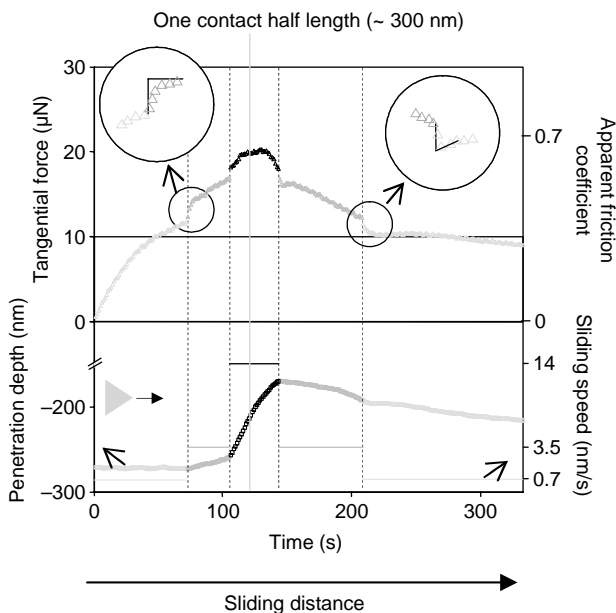 One contact half length (~ 300 nm)
30
20
10
0
Tangential force (µN)
0.7
0
Apparent friction
coefficient
Penetration depth (nm)
–200
–300
14
3.5
0.7
Sliding speed (nm/s)
0
100
200
300
Time (s)
Sliding distance